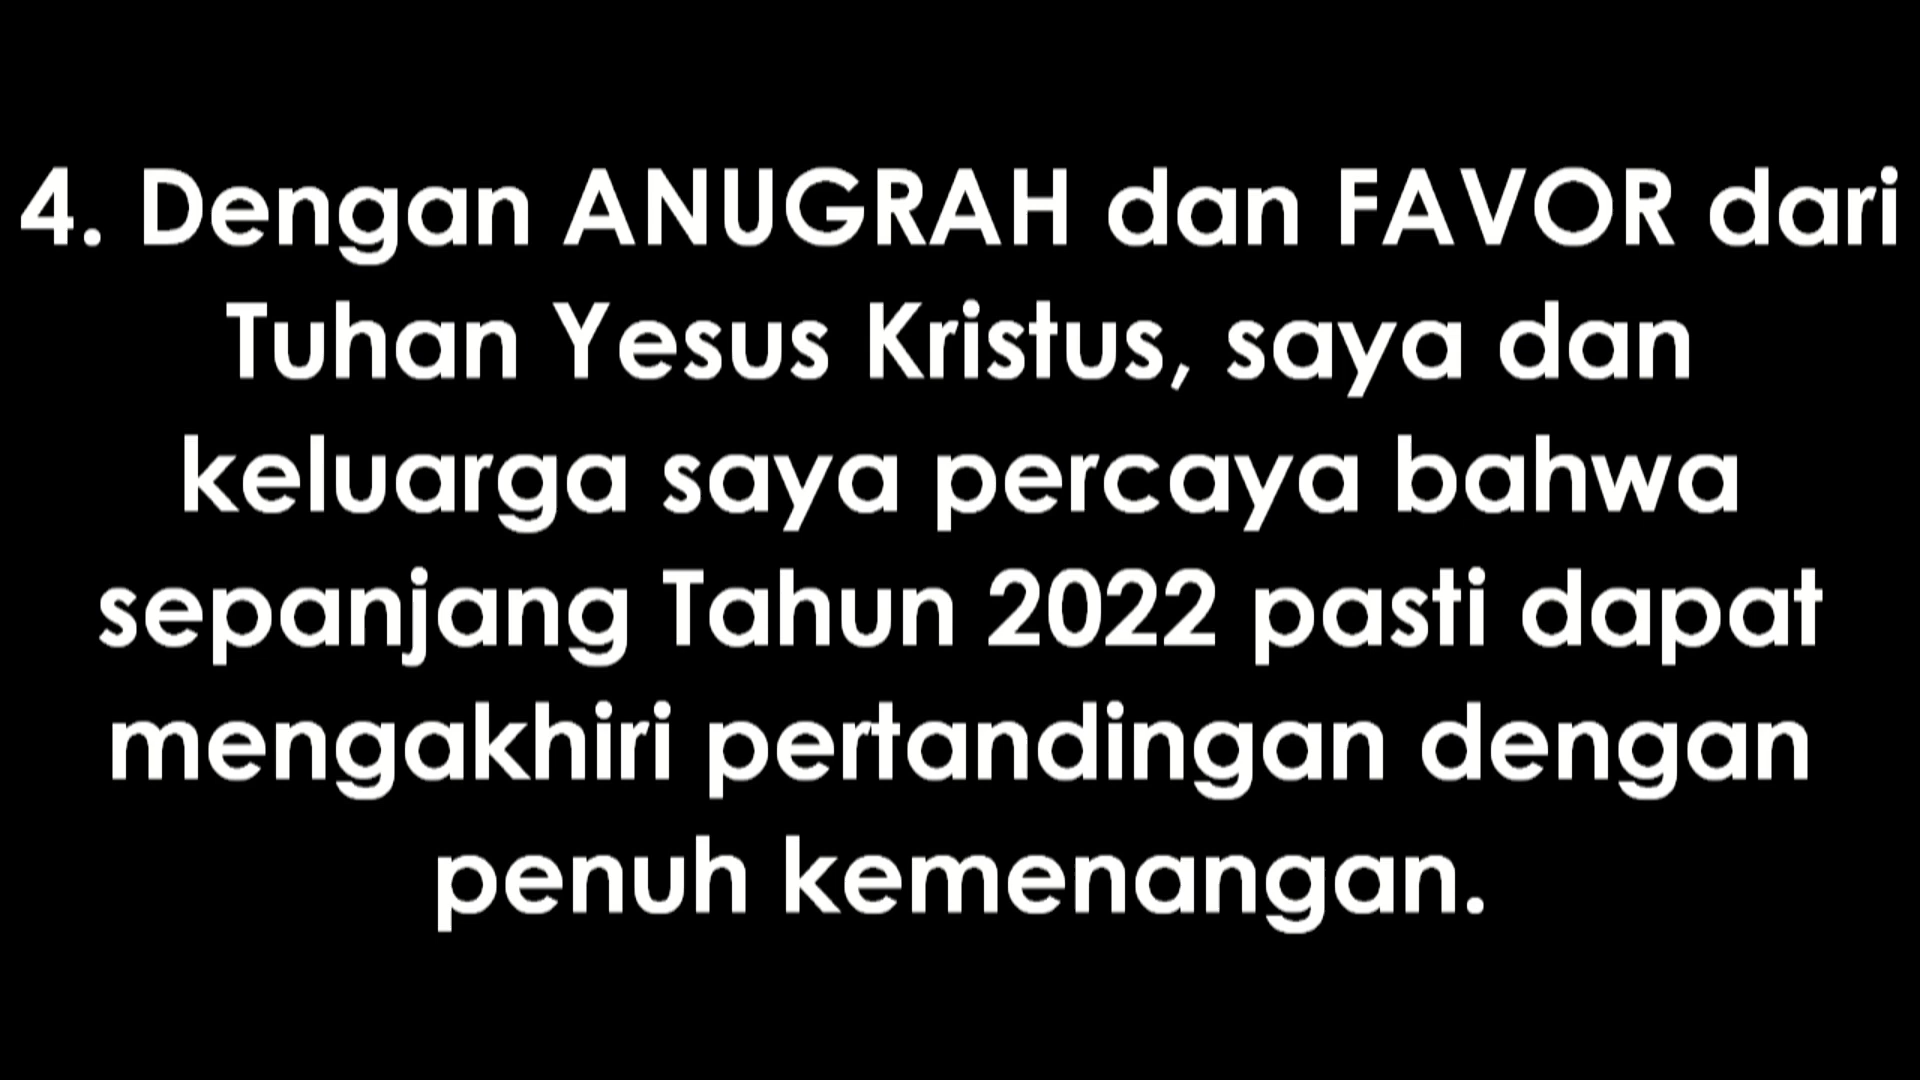 4. Dengan ANUGRAH dan FAVOR dari
Tuhan Yesus Kristus, saya dan
keluarga saya percaya bahwa
sepanjang Tahun 2022 pasti dapat
mengakhiri pertandingan dengan
penuh kemenangan.